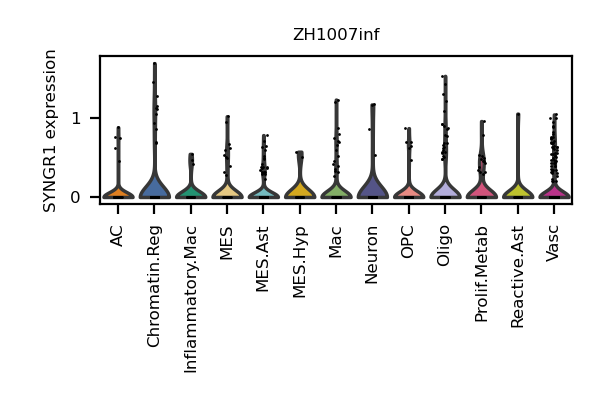 ZH1007inf
SYNGR1 expression
1
0
AC
Chromatin.Reg
Inflammatory.Mac
MES
MES.Ast
MES.Hyp
Mac
Neuron
OPC
Oligo
Prolif.Metab
Reactive.Ast
Vasc